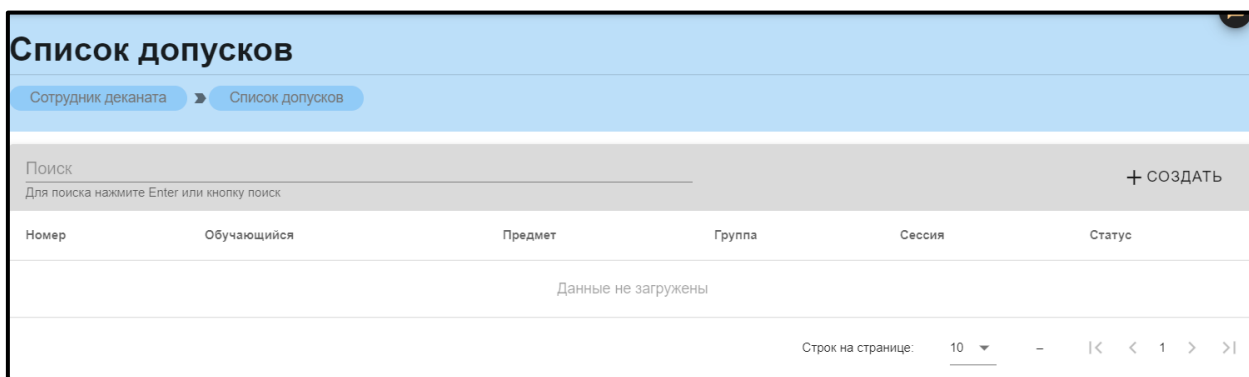 Список допусков
Сотрудник деканата Список допусков
Поиск
Для поиска нажмите Enter или кнопку поиск
+ СОЗДАТЬ
Номер Обучающийся Предмет Группа Сессия Статус
Данные не загружены
Строк на странице: 10 – 1